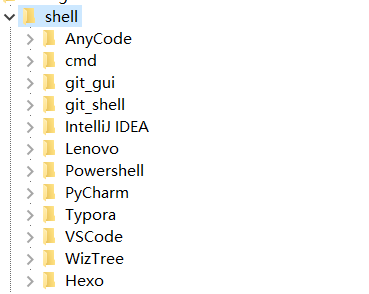 shell
AnyCode
cmd
git_gui
git_shell
IntelliJ IDEA
Lenovo
Powershell
PyCharm
Typora
VSCode
WizTree
Hexo